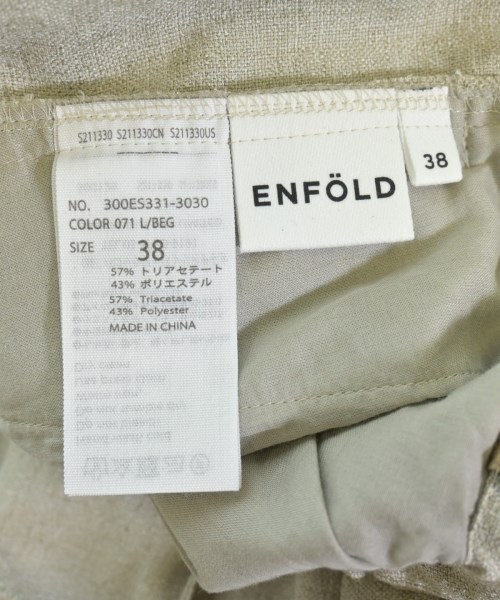 S211330 S211330CN S211330US
NO. 300ES331-3030
COLOR 071 L/BEG
SIZE 38
57% トリアセテート
43% ポリエステル
57% Triacetate
43% Polyester
MADE IN CHINA
ENFÖLD
38